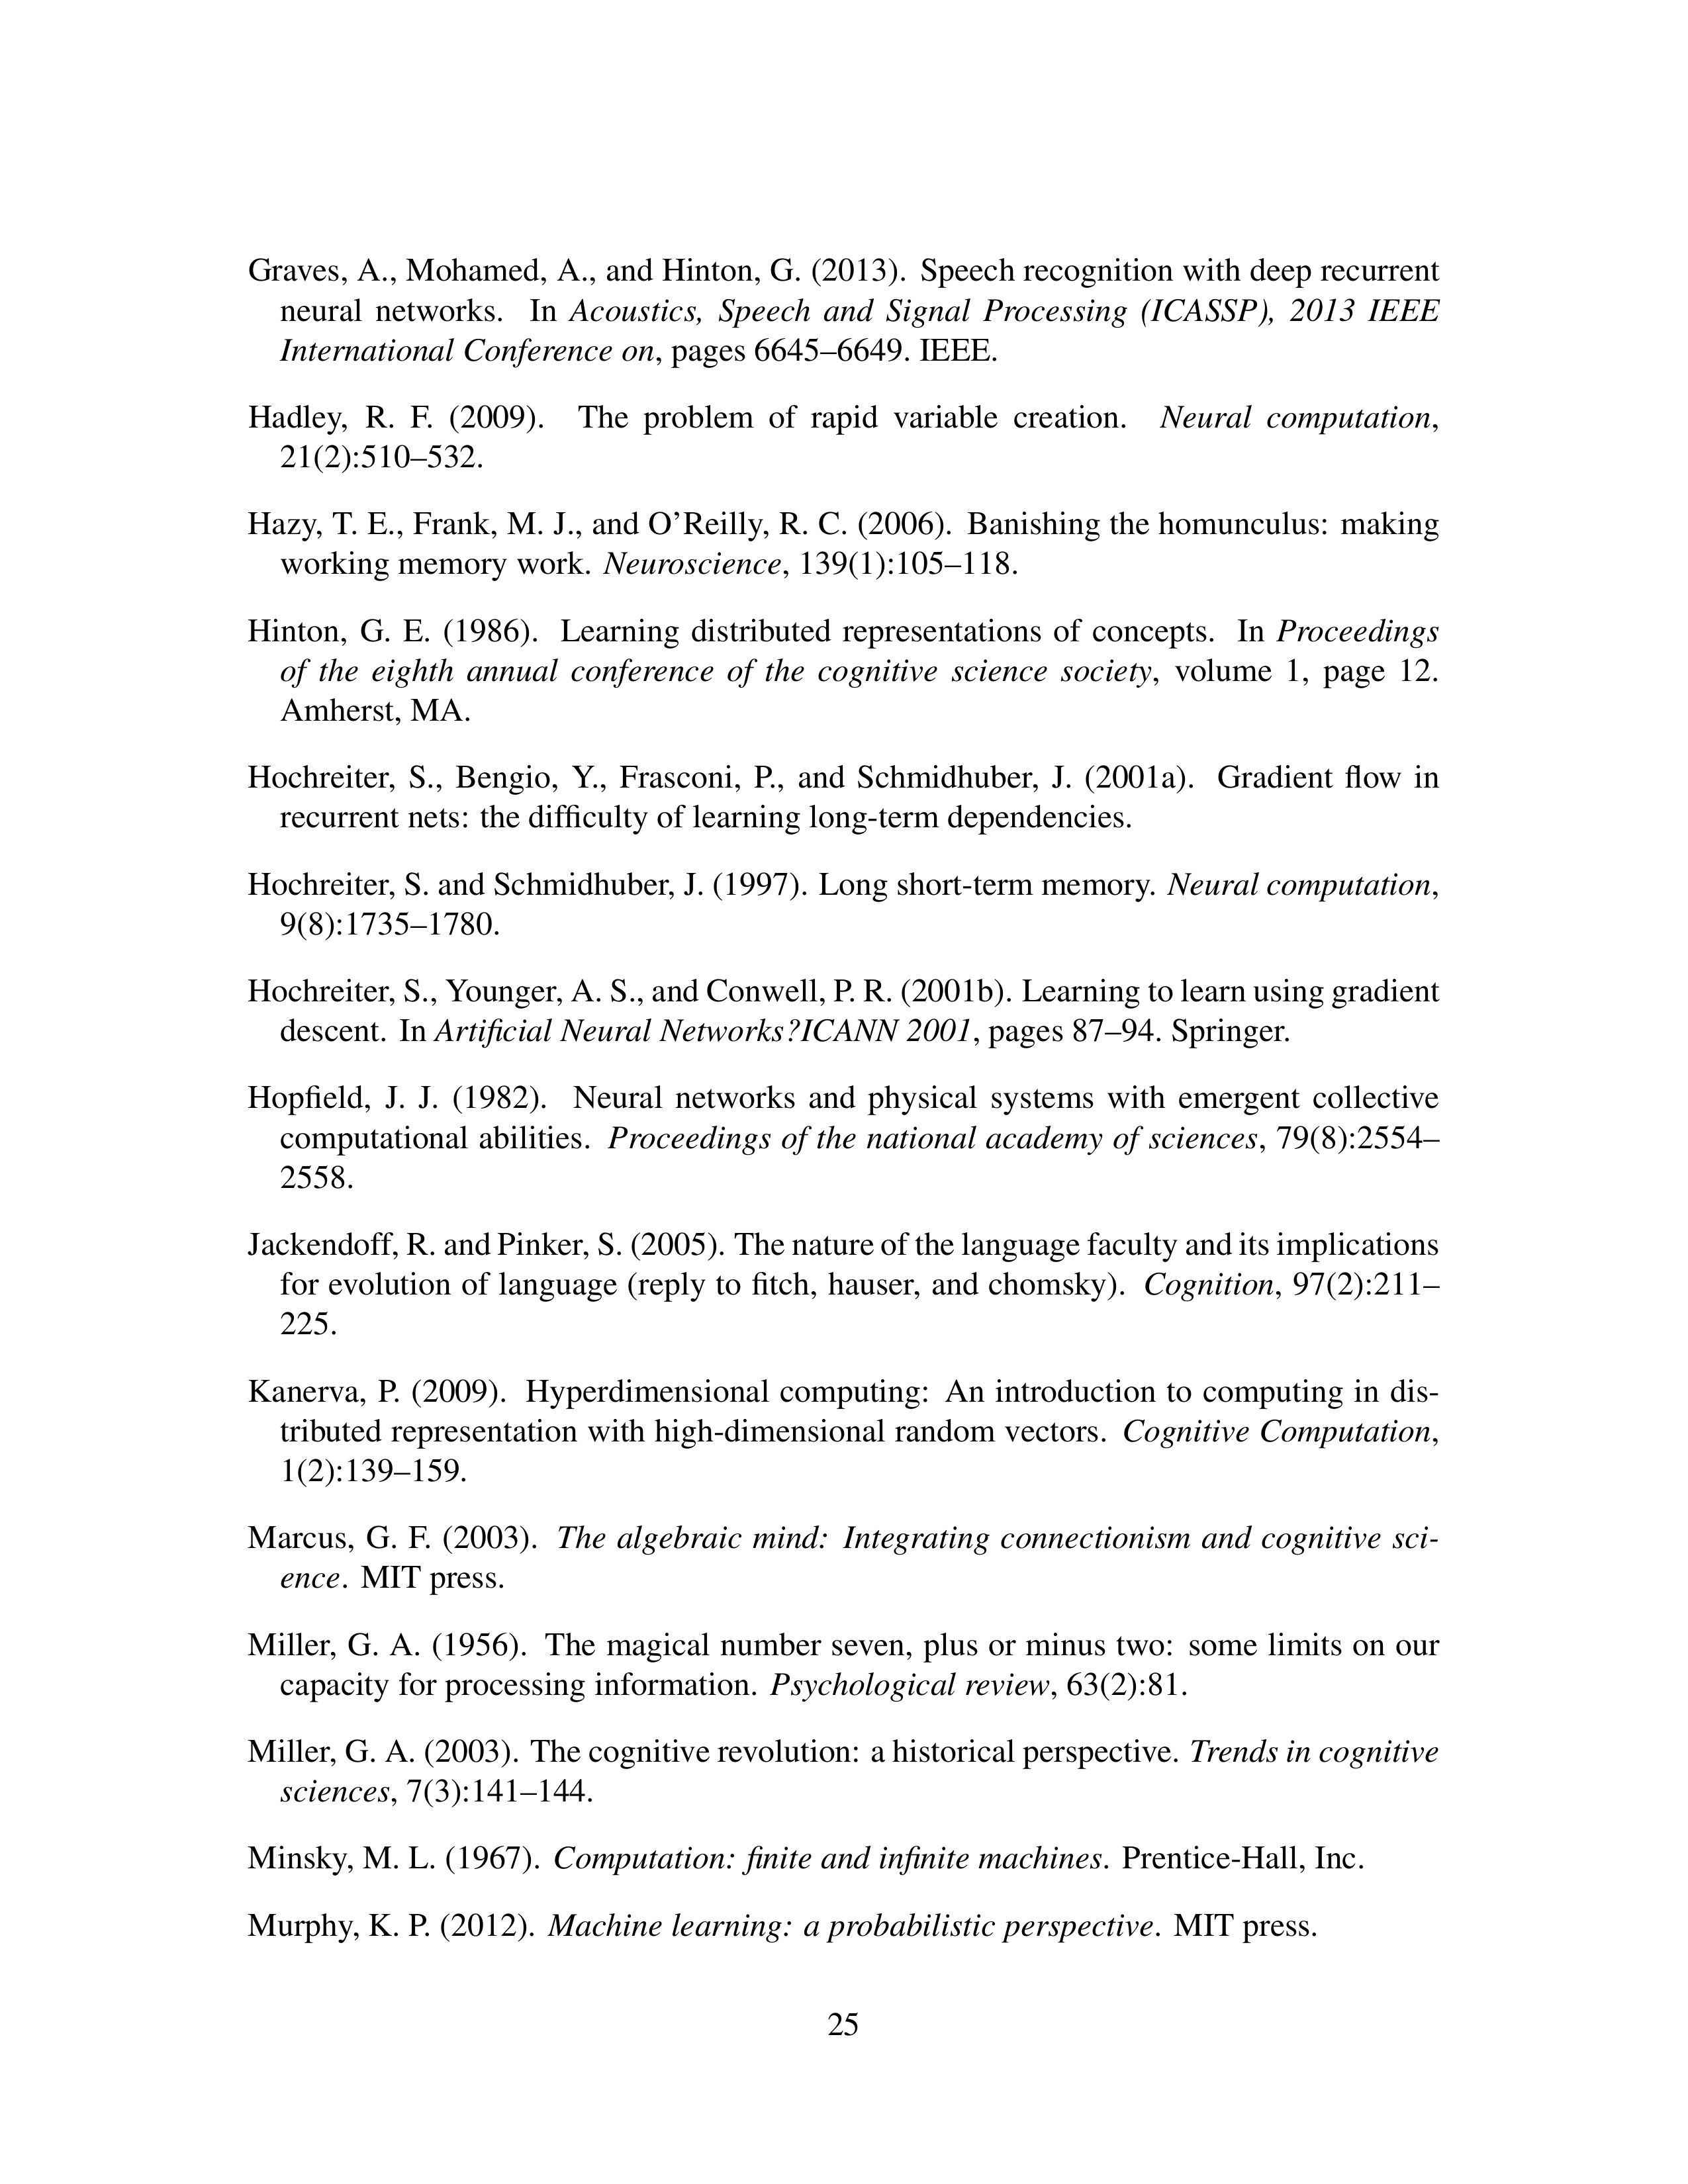 Graves, A., Mohamed, A., and Hinton, G. (2013). Speech recognition with deep recurrent
neural networks. In Acoustics, Speech and Signal Processing (ICASSP), 2013 IEEE
International Conference on, pages 6645–6649. IEEE.
Hadley, R. F. (2009). The problem of rapid variable creation. Neural computation,
21(2):510–532.
Hazy, T. E., Frank, M. J., and O’Reilly, R. C. (2006). Banishing the homunculus: making
working memory work. Neuroscience, 139(1):105–118.
Hinton, G. E. (1986). Learning distributed representations of concepts. In Proceedings
of the eighth annual conference of the cognitive science society, volume 1, page 12.
Amherst, MA.
Hochreiter, S., Bengio, Y., Frasconi, P., and Schmidhuber, J. (2001a). Gradient flow in
recurrent nets: the difficulty of learning long-term dependencies.
Hochreiter, S. and Schmidhuber, J. (1997). Long short-term memory. Neural computation,
9(8):1735–1780.
Hochreiter, S., Younger, A. S., and Conwell, P. R. (2001b). Learning to learn using gradient
descent. In Artificial Neural Networks?ICANN 2001, pages 87–94. Springer.
Hopfield, J. J. (1982). Neural networks and physical systems with emergent collective
computational abilities. Proceedings of the national academy of sciences, 79(8):2554–
2558.
Jackendoff, R. and Pinker, S. (2005). The nature of the language faculty and its implications
for evolution of language (reply to fitch, hauser, and chomsky). Cognition, 97(2):211–
225.
Kanerva, P. (2009). Hyperdimensional computing: An introduction to computing in dis-
tributed representation with high-dimensional random vectors. Cognitive Computation,
1(2):139–159.
Marcus, G. F. (2003). The algebraic mind: Integrating connectionism and cognitive sci-
ence. MIT press.
Miller, G. A. (1956). The magical number seven, plus or minus two: some limits on our
capacity for processing information. Psychological review, 63(2):81.
Miller, G. A. (2003). The cognitive revolution: a historical perspective. Trends in cognitive
sciences, 7(3):141–144.
Minsky, M. L. (1967). Computation: finite and infinite machines. Prentice-Hall, Inc.
Murphy, K. P. (2012). Machine learning: a probabilistic perspective. MIT press.
25